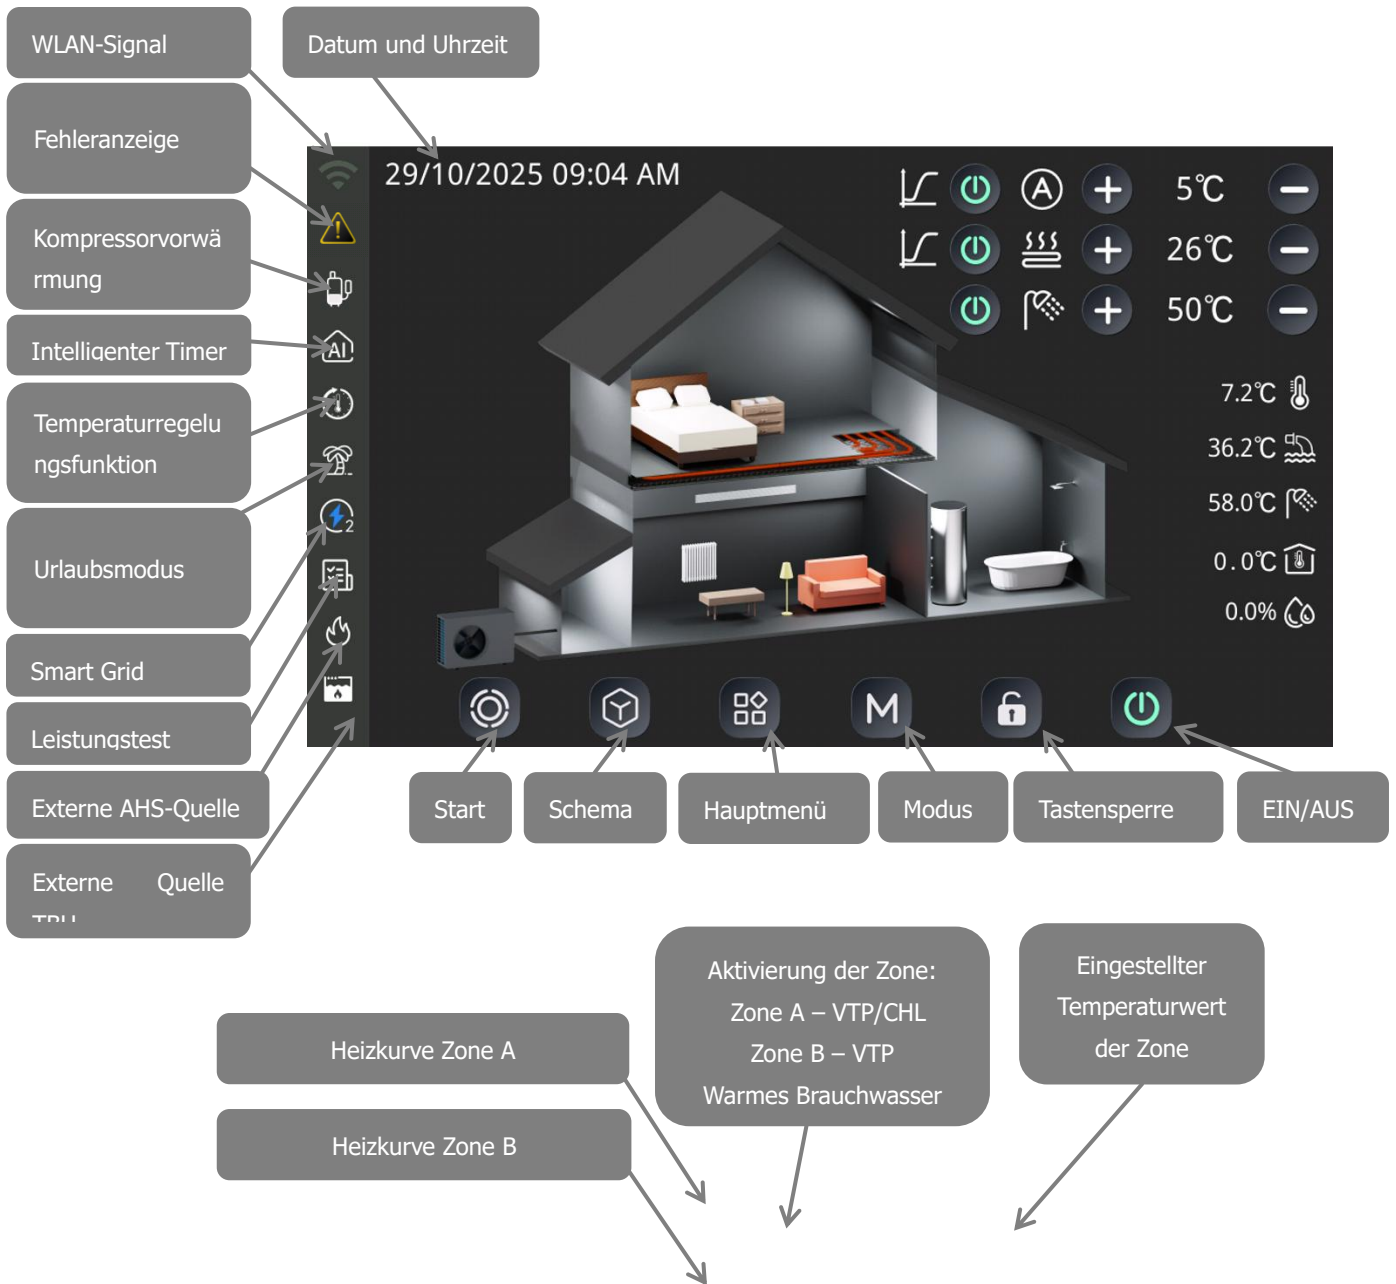 WLAN-Signal
Datum und Uhrzeit
Fehleranzeige
Kompressorvorwä
rmung
Intelligenter Timer
Temperaturregelu
ngsfunktion
Urlaubsmodus
Smart Grid
Leistungstest
Externe AHS-Quelle
Externe Quelle
29/10/2025 09:04 AM
A
5℃
26℃
50℃
AI
2
7.2℃
36.2℃
58.0℃
0.0℃
0.0%
M
Start
Schema
Hauptmenü
Modus
Tastensperre
EIN/AUS
Aktivierung der Zone:
Zone A – VTP/CHL
Zone B – VTP
Warmes Brauchwasser
Eingestellter
Temperaturwert
der Zone
Heizkurve Zone A
Heizkurve Zone B